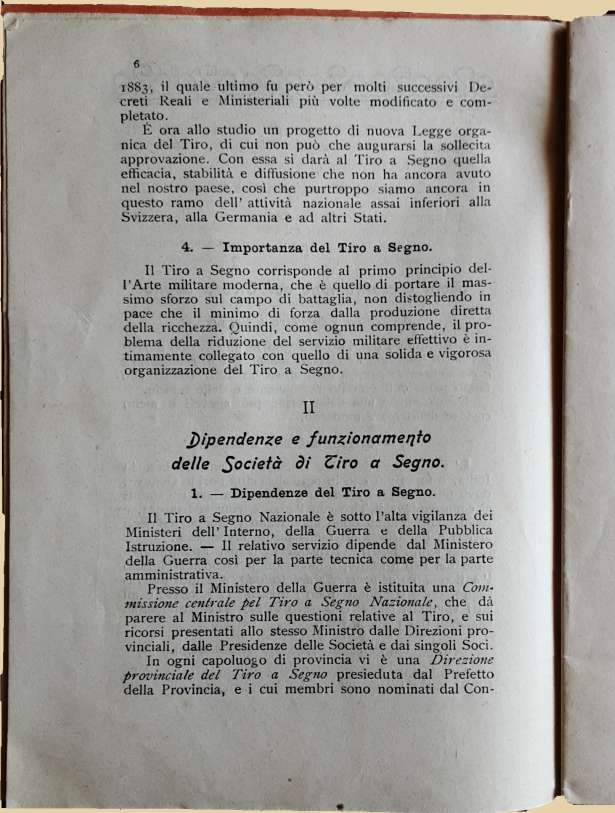 6
1883, il quale ultimo fu però per molti successivi De-
creti Reali e Ministeriali più volte modificato e com-
pletato.
É ora allo studio un progetto di nuova Legge orga-
nica del Tiro, di cui non può che augurarsi la sollecita
approvazione. Con essa si darà al Tiro a Segno quella
efficacia, stabilità e diffusione che non ha ancora avuto
nel nostro paese, così che purtroppo siamo ancora in
questo ramo dell' attività nazionale assai inferiori alla
Svizzera, alla Germania e ad altri Stati.
4. — Importanza del Tiro a Segno.
Il Tiro a Segno corrisponde al primo principio del-
l'Arte militare moderna, che è quello di portare il mas-
simo sforzo sul campo di battaglia, non distogliendo in
pace che il minimo di forza dalla produzione diretta
della ricchezza. Quindi, come ognun comprende, il pro-
blema della riduzione del servizio militare effettivo è in-
timamente collegato con quello di una solida e vigorosa
organizzazione del Tiro a Segno.
II
Dipendenze e funzionamento
delle Società di Tiro a Segno.
1. — Dipendenze del Tiro a Segno.
Il Tiro a Segno Nazionale è sotto l'alta vigilanza dei
Ministeri dell' Interno, della Guerra e della Pubblica
Istruzione. — Il relativo servizio dipende dal Ministero
della Guerra così per la parte tecnica come per la parte
amministrativa.
Presso il Ministero della Guerra è istituita una Com-
missione centrale pel Tiro a Segno Nazionale, che dà
parere al Ministro sulle questioni relative al Tiro, e sui
ricorsi presentati allo stesso Ministro dalle Direzioni pro-
vinciali, dalle Presidenze delle Società e dai singoli Soci.
In ogni capoluogo di provincia vi è una Direzione
provinciale del Tiro a Segno presieduta dal Prefetto
della Provincia, e i cui membri sono nominati dal Con-